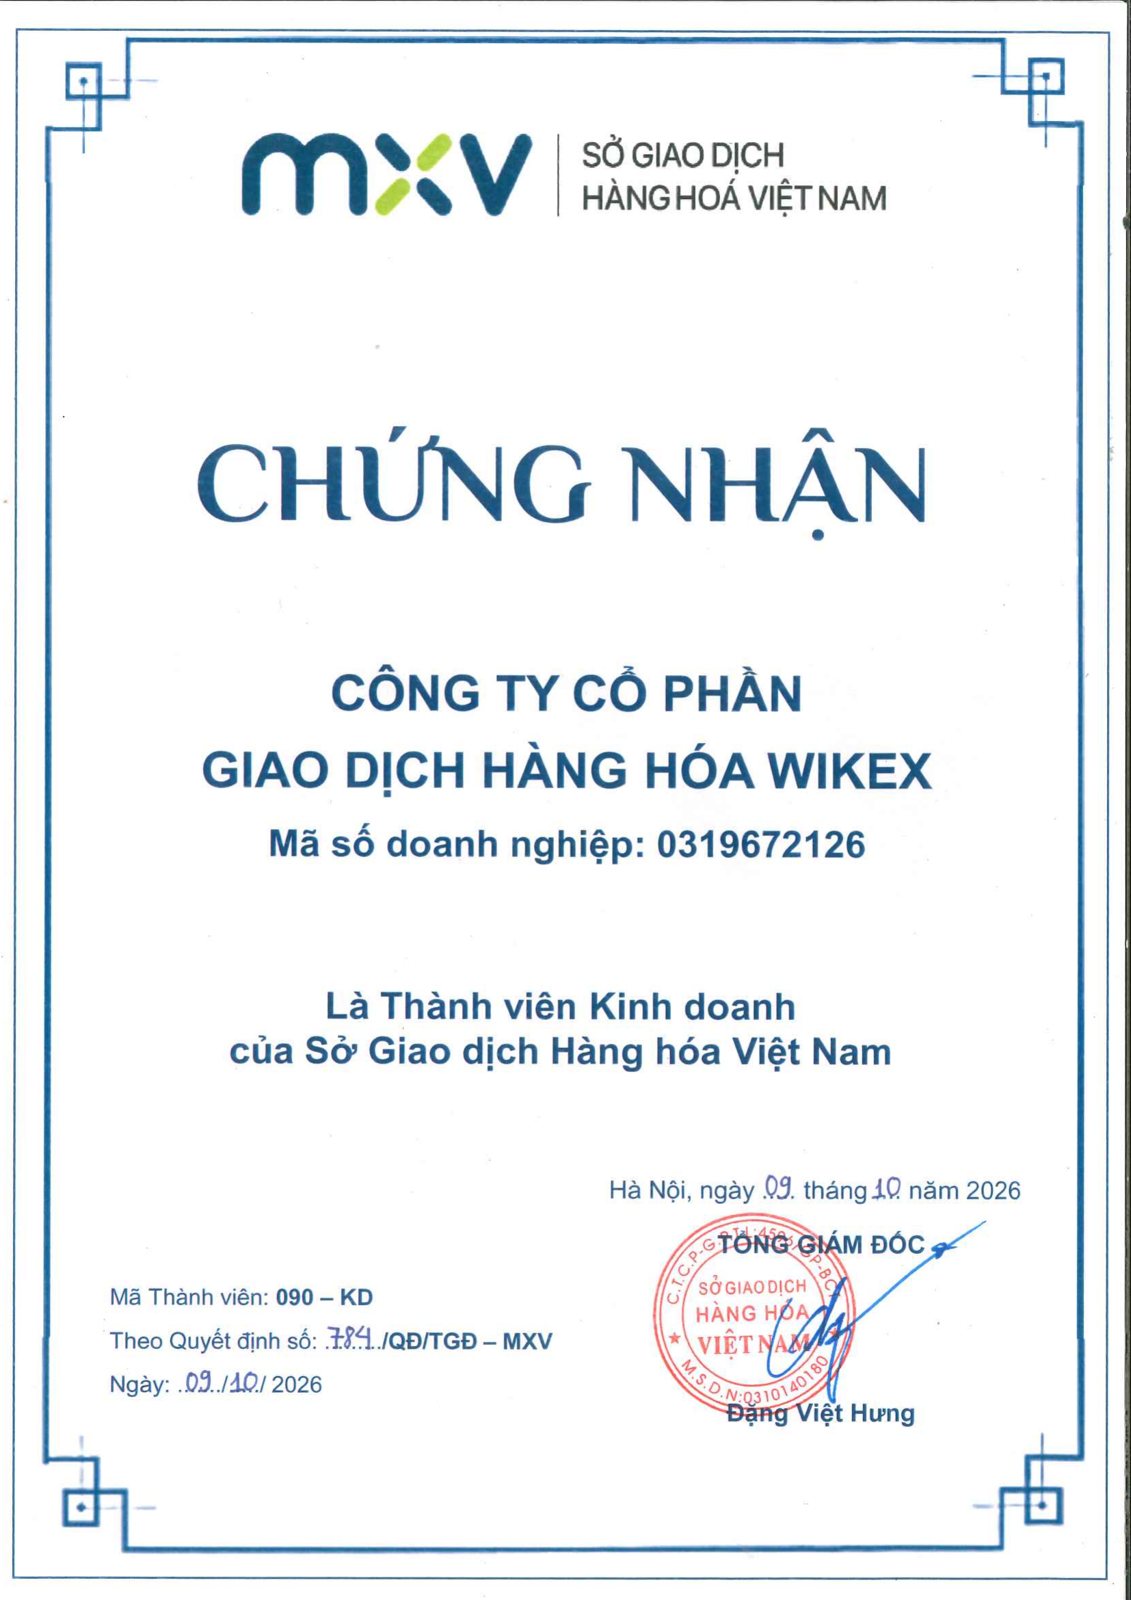 mxv
SỞ GIAO DỊCH
HÀNG HOÁ VIỆT NAM
CHỨNG NHẬN
CÔNG TY CỔ PHẦN
GIAO DỊCH HÀNG HÓA WIKEX
Mã số doanh nghiệp: 0319672126
Là Thành viên Kinh doanh
của Sở Giao dịch Hàng hóa Việt Nam
Hà Nội, ngày 09 tháng 10 năm 2026
TỔNG GIÁM ĐỐC
SỞ GIAO DỊCH
HÀNG HÓA
VIỆT NAM
M.S.D.N:0310140180
Đặng Việt Hưng
Mã Thành viên: 090 – KD
Theo Quyết định số: 784/QĐ/TGĐ – MXV
Ngày: 09/10/2026